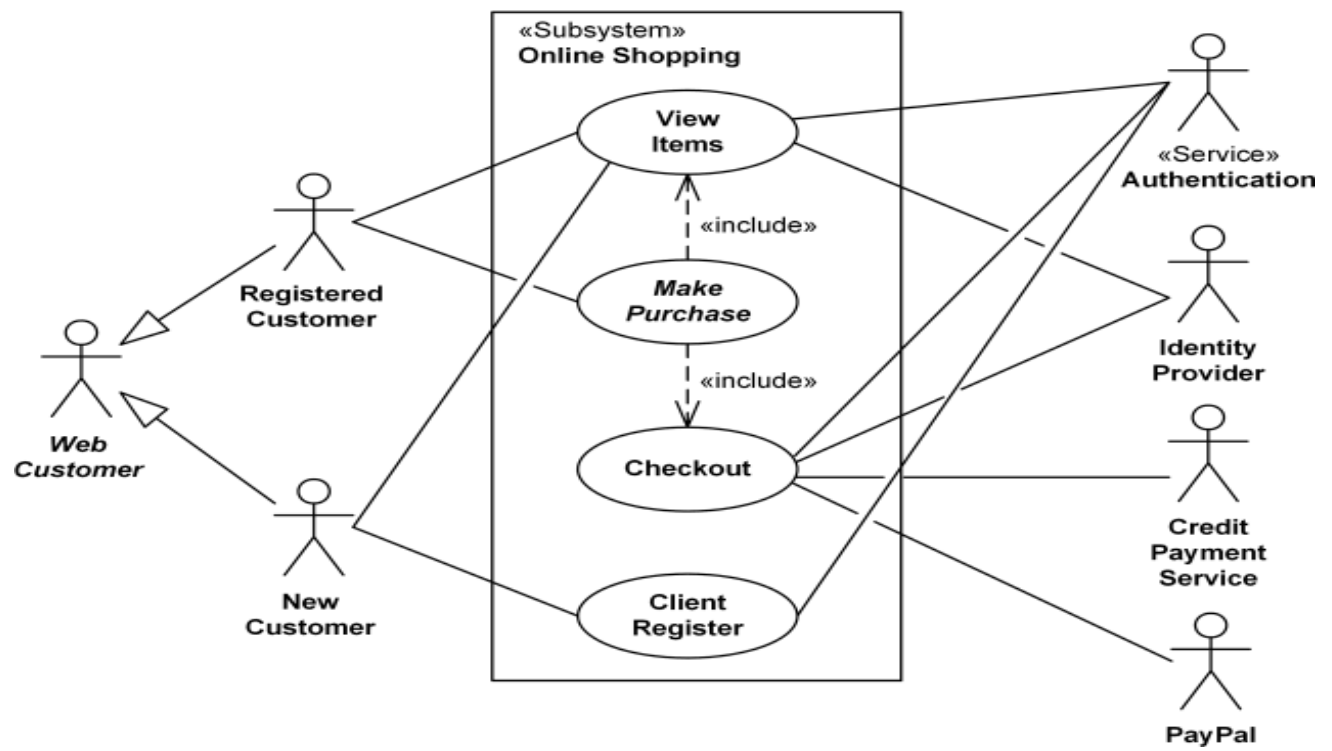 «Subsystem»
Online Shopping
View
Items
«Service»
Authentication
«include»
Registered
Customer
Make
Purchase
Identity
Provider
«include»
Web
Customer
Checkout
Credit
Payment
Service
New
Customer
Client
Register
PayPal